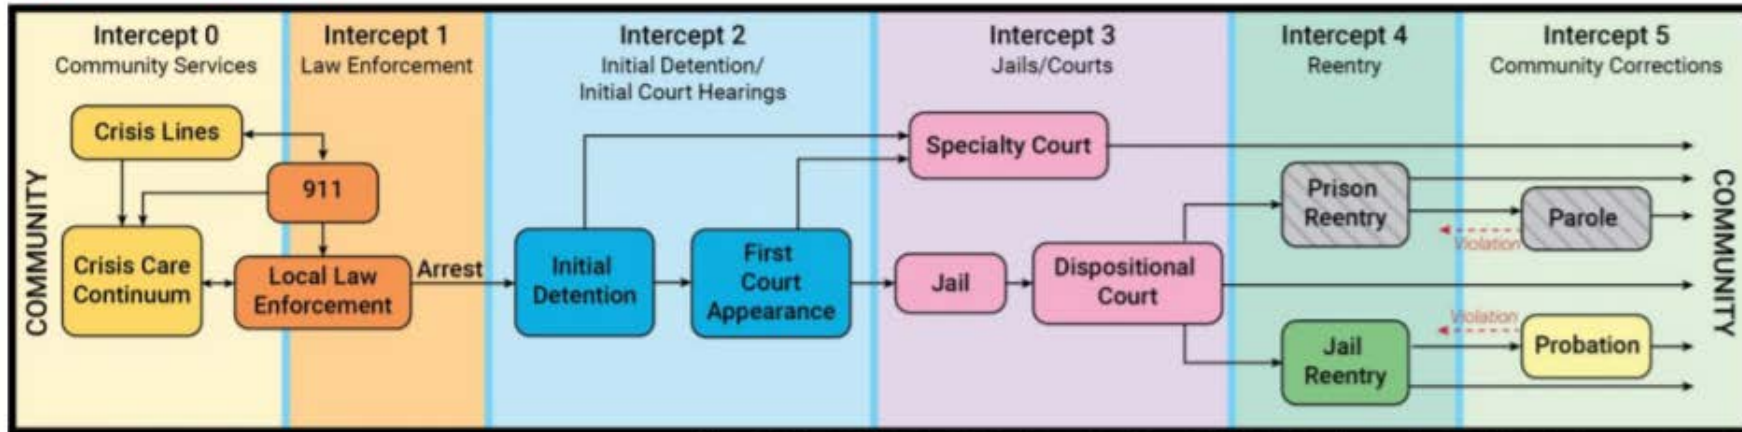 Intercept 0
Community Services
Intercept 1
Law Enforcement
Intercept 2
Initial Detention/
Initial Court Hearings
Intercept 3
Jails/Courts
Intercept 4
Reentry
Intercept 5
Community Corrections
COMMUNITY
Crisis Lines
911
Crisis Care
Continuum
Local Law
Enforcement
Arrest
Initial
Detention
First
Court
Appearance
Specialty Court
Jail
Dispositional
Court
Prison
Reentry
Parole
Violation
Jail
Reentry
Violation
Probation
COMMUNITY